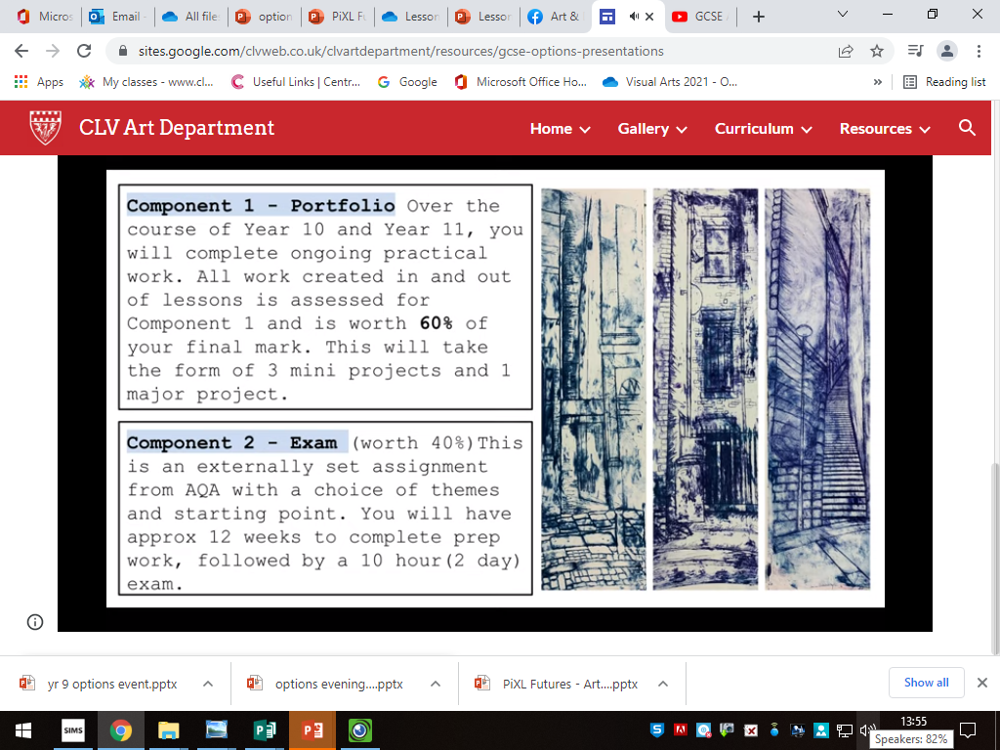 Micros
Email
All file
option
PiXL Fu
Lesson
Lesson
Art &
GCSE
sites.google.com/clvweb.co.uk/clvartdepartment/resources/gcse-options-presentations
Apps
My classes - www.cl...
Useful Links | Centr...
Google
Microsoft Office Ho...
Visual Arts 2021 - O...
»
Reading list
CLV Art Department
Home
Gallery
Curriculum
Resources
Component 1 - Portfolio Over the
course of Year 10 and Year 11, you
will complete ongoing practical
work. All work created in and out
of lessons is assessed for
Component 1 and is worth 60% of
your final mark. This will take
the form of 3 mini projects and 1
major project.
Component 2 - Exam (worth 40%)This
is an externally set assignment
from AQA with a choice of themes
and starting point. You will have
approx 12 weeks to complete prep
work, followed by a 10 hour(2 day)
exam.
yr 9 options event.pptx
options evening....pptx
PiXL Futures - Art....pptx
Show all
SIMS
13:55
Speakers: 82%